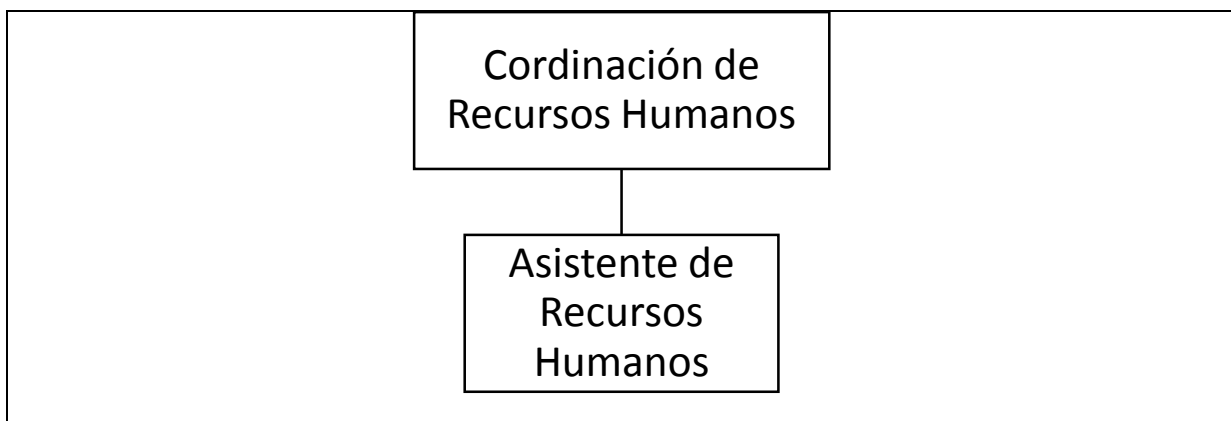 Cordinación de
Recursos Humanos
Asistente de
Recursos
Humanos